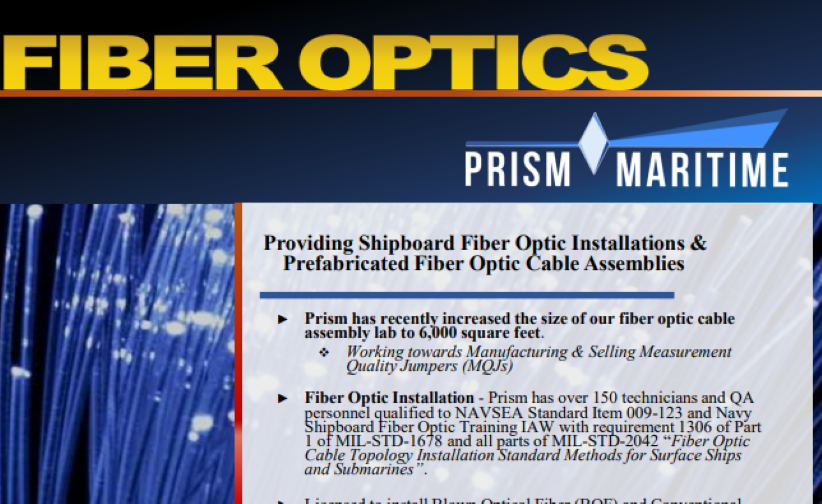 FIBER OPTICS
PRISM MARITIME
Providing Shipboard Fiber Optic Installations &
Prefabricated Fiber Optic Cable Assemblies
► Prism has recently increased the size of our fiber optic cable
assembly lab to 6,000 square feet.
❖ Working towards Manufacturing & Selling Measurement
Quality Jumpers (MQJs)
► Fiber Optic Installation - Prism has over 150 technicians and QA
personnel qualified to NAVSEA Standard Item 009-123 and Navy
Shipboard Fiber Optic Training IAW with requirement 1306 of Part
1 of MIL-STD-1678 and all parts of MIL-STD-2042 “Fiber Optic
Cable Topology Installation Standard Methods for Surface Ships
and Submarines”.
► Licensed to install Blown Optical Fiber (BOF) and Conventional